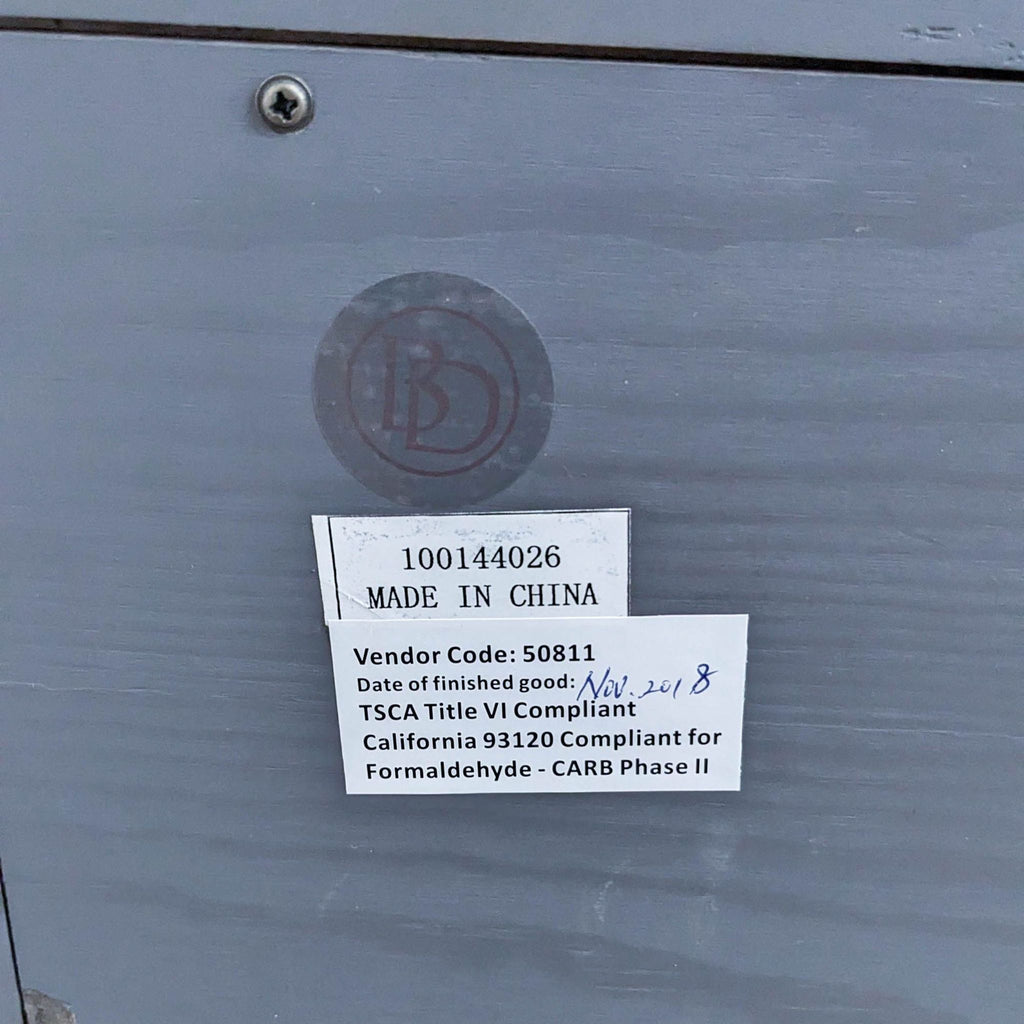 BD
100144026
MADE IN CHINA
Vendor Code: 50811
Date of finished good: Nov. 2018
TSCA Title VI Compliant
California 93120 Compliant for
Formaldehyde - CARB Phase II